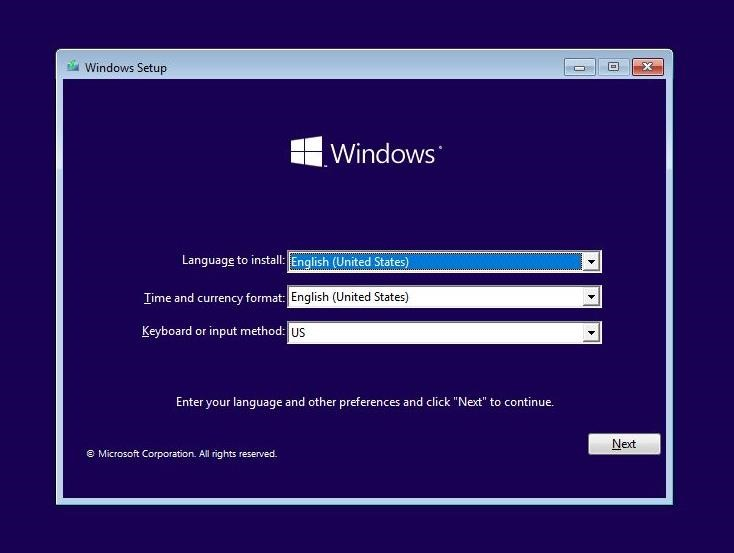 Windows Setup
Windows
Language to install: English (United States)
Time and currency format: English (United States)
Keyboard or input method: US
Enter your language and other preferences and click "Next" to continue.
Next
© Microsoft Corporation. All rights reserved.